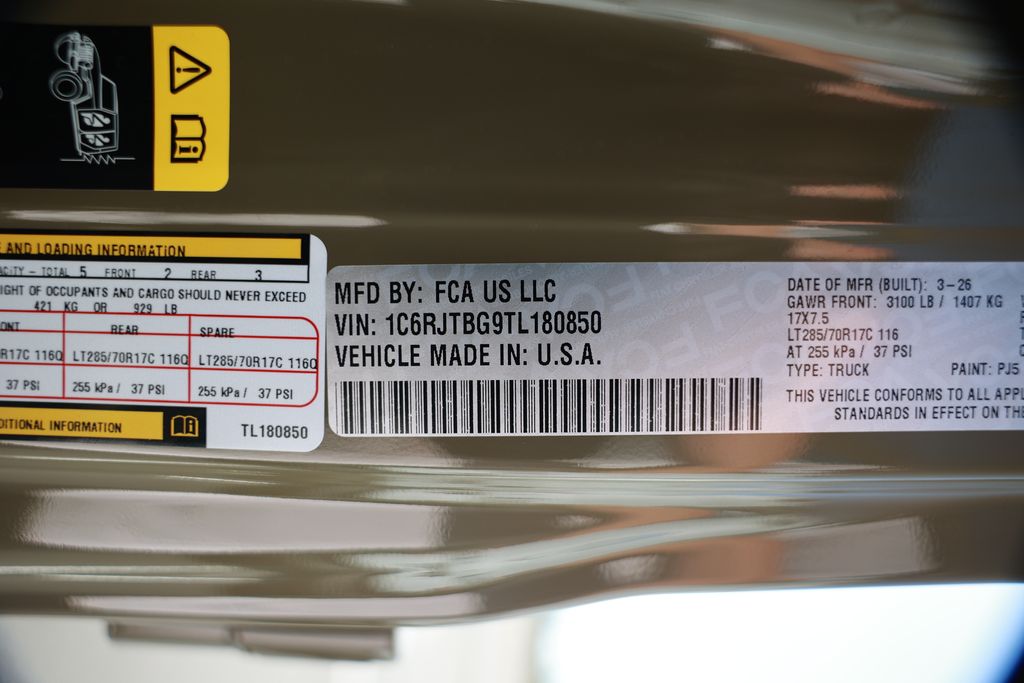 E AND LOADING INFORMATION
ACITY - TOTAL 5 FRONT 2 REAR 3
IGHT OF OCCUPANTS AND CARGO SHOULD NEVER EXCEED
421 KG OR 929 LB
ONT REAR SPARE
R17C 116Q LT285/70R17C 116Q LT285/70R17C 116Q
37 PSI 255 kPa / 37 PSI 255 kPa / 37 PSI
DITIONAL INFORMATION
TL180850
MFD BY: FCA US LLC
VIN: 1C6RJTBG9TL180850
VEHICLE MADE IN: U.S.A.
DATE OF MFR (BUILT): 3-26
GAWR FRONT: 3100 LB / 1407 KG
17X7.5
LT285/70R17C 116
AT 255 kPa / 37 PSI
TYPE: TRUCK PAINT: PJ5
THIS VEHICLE CONFORMS TO ALL APPL
STANDARDS IN EFFECT ON TH